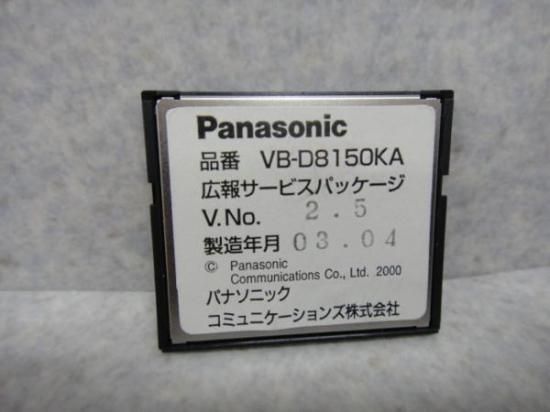 Panasonic
品番 VB-D8150KA
広報サービスパッケージ
V.No. 2.5
製造年月 03.04
© Panasonic
Communications Co., Ltd. 2000
パナソニック
コミュニケーションズ株式会社